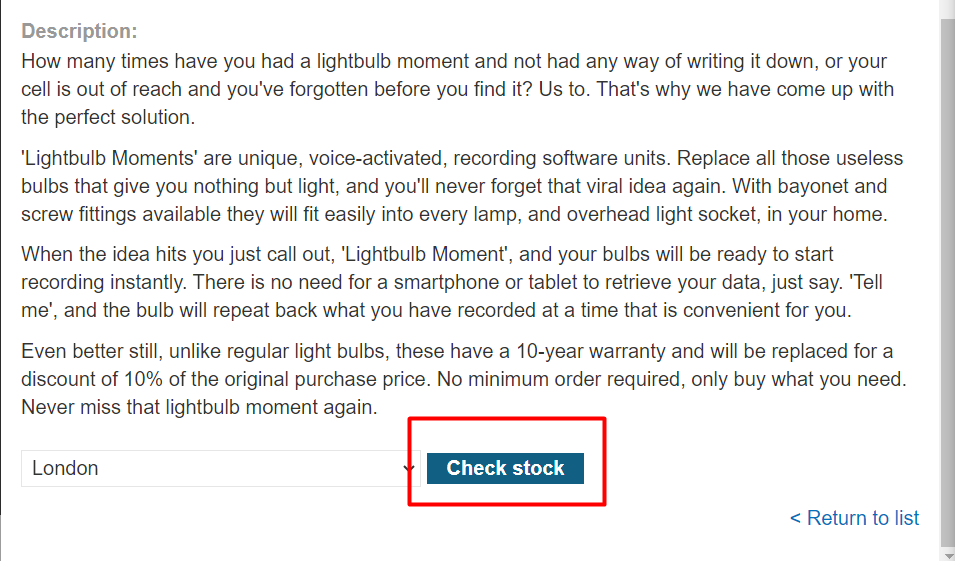 Description:
How many times have you had a lightbulb moment and not had any way of writing it down, or your
cell is out of reach and you've forgotten before you find it? Us to. That's why we have come up with
the perfect solution.
'Lightbulb Moments' are unique, voice-activated, recording software units. Replace all those useless
bulbs that give you nothing but light, and you'll never forget that viral idea again. With bayonet and
screw fittings available they will fit easily into every lamp, and overhead light socket, in your home.
When the idea hits you just call out, 'Lightbulb Moment', and your bulbs will be ready to start
recording instantly. There is no need for a smartphone or tablet to retrieve your data, just say. 'Tell
me', and the bulb will repeat back what you have recorded at a time that is convenient for you.
Even better still, unlike regular light bulbs, these have a 10-year warranty and will be replaced for a
discount of 10% of the original purchase price. No minimum order required, only buy what you need.
Never miss that lightbulb moment again.
London
Check stock
< Return to list